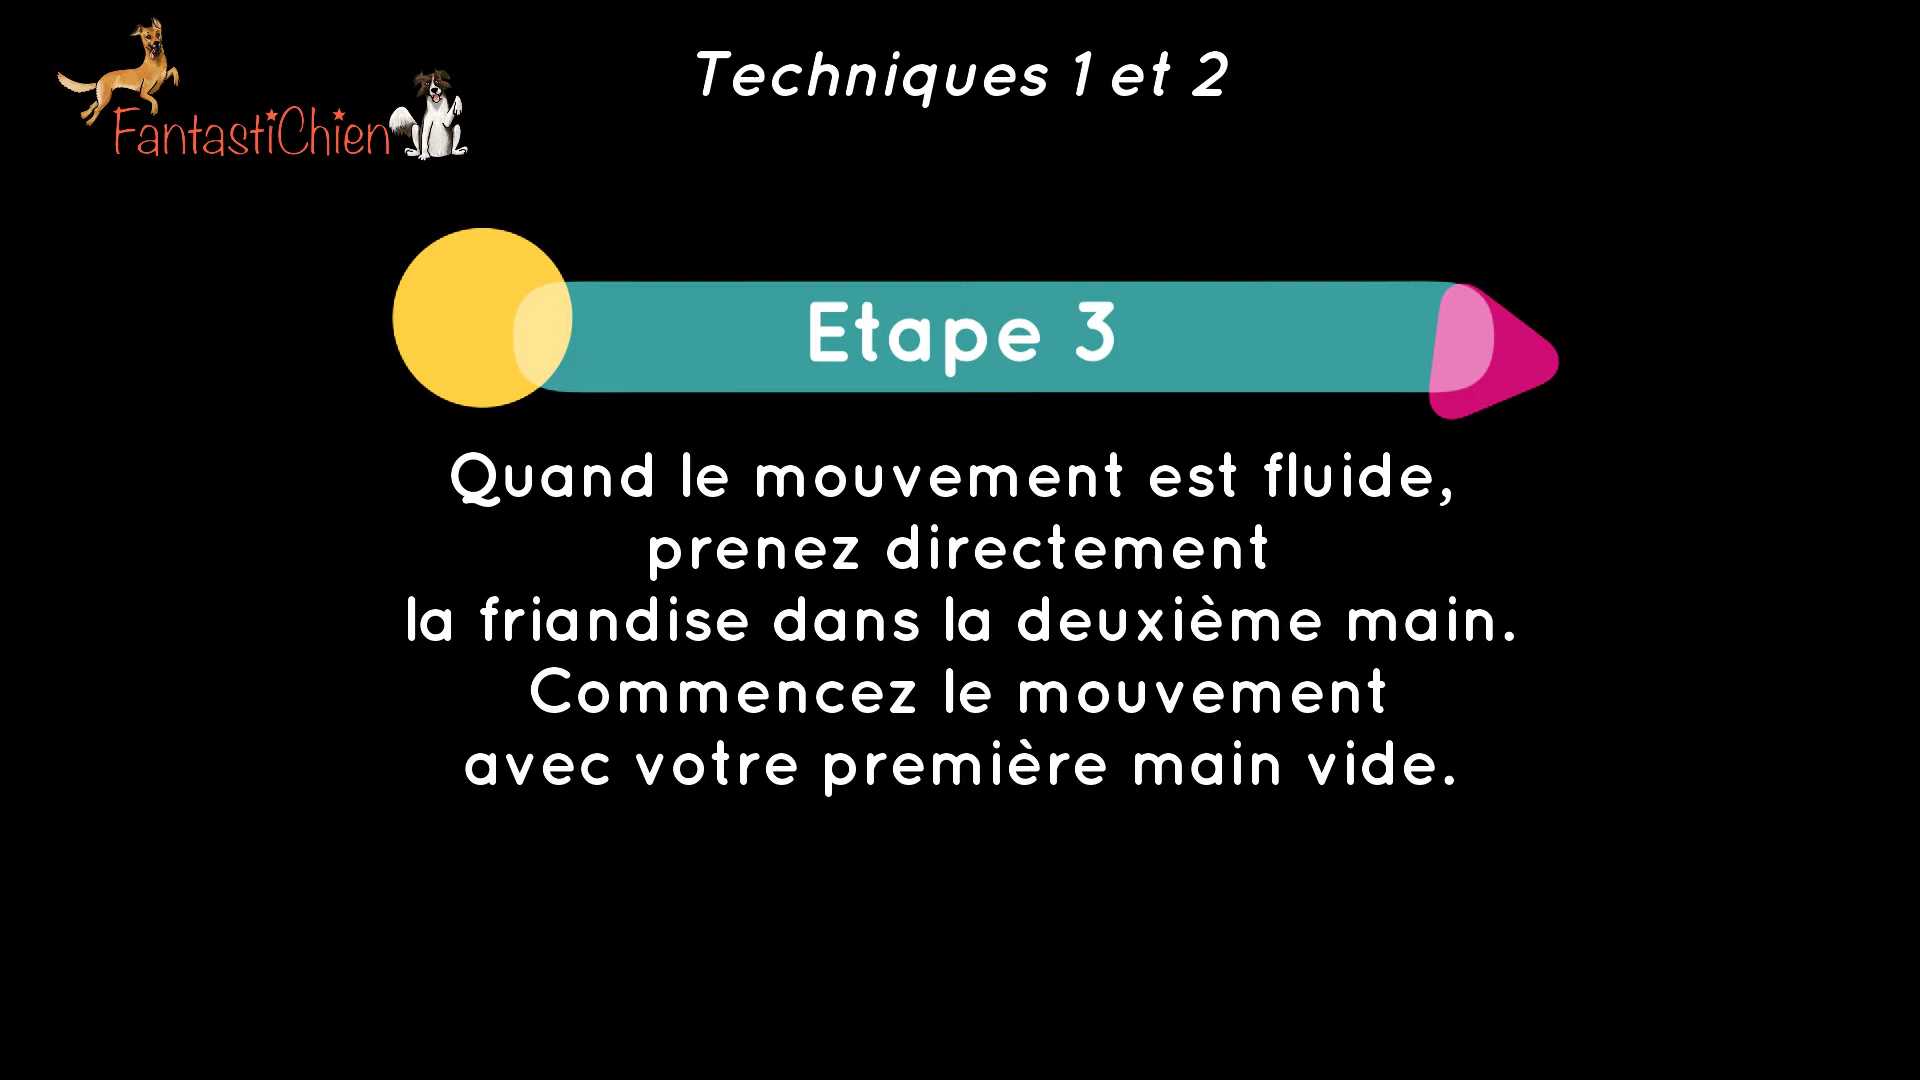 FantastiChien
Techniques 1 et 2
Etape 3
Quand le mouvement est fluide,
prenez directement
la friandise dans la deuxième main.
Commencez le mouvement
avec votre première main vide.